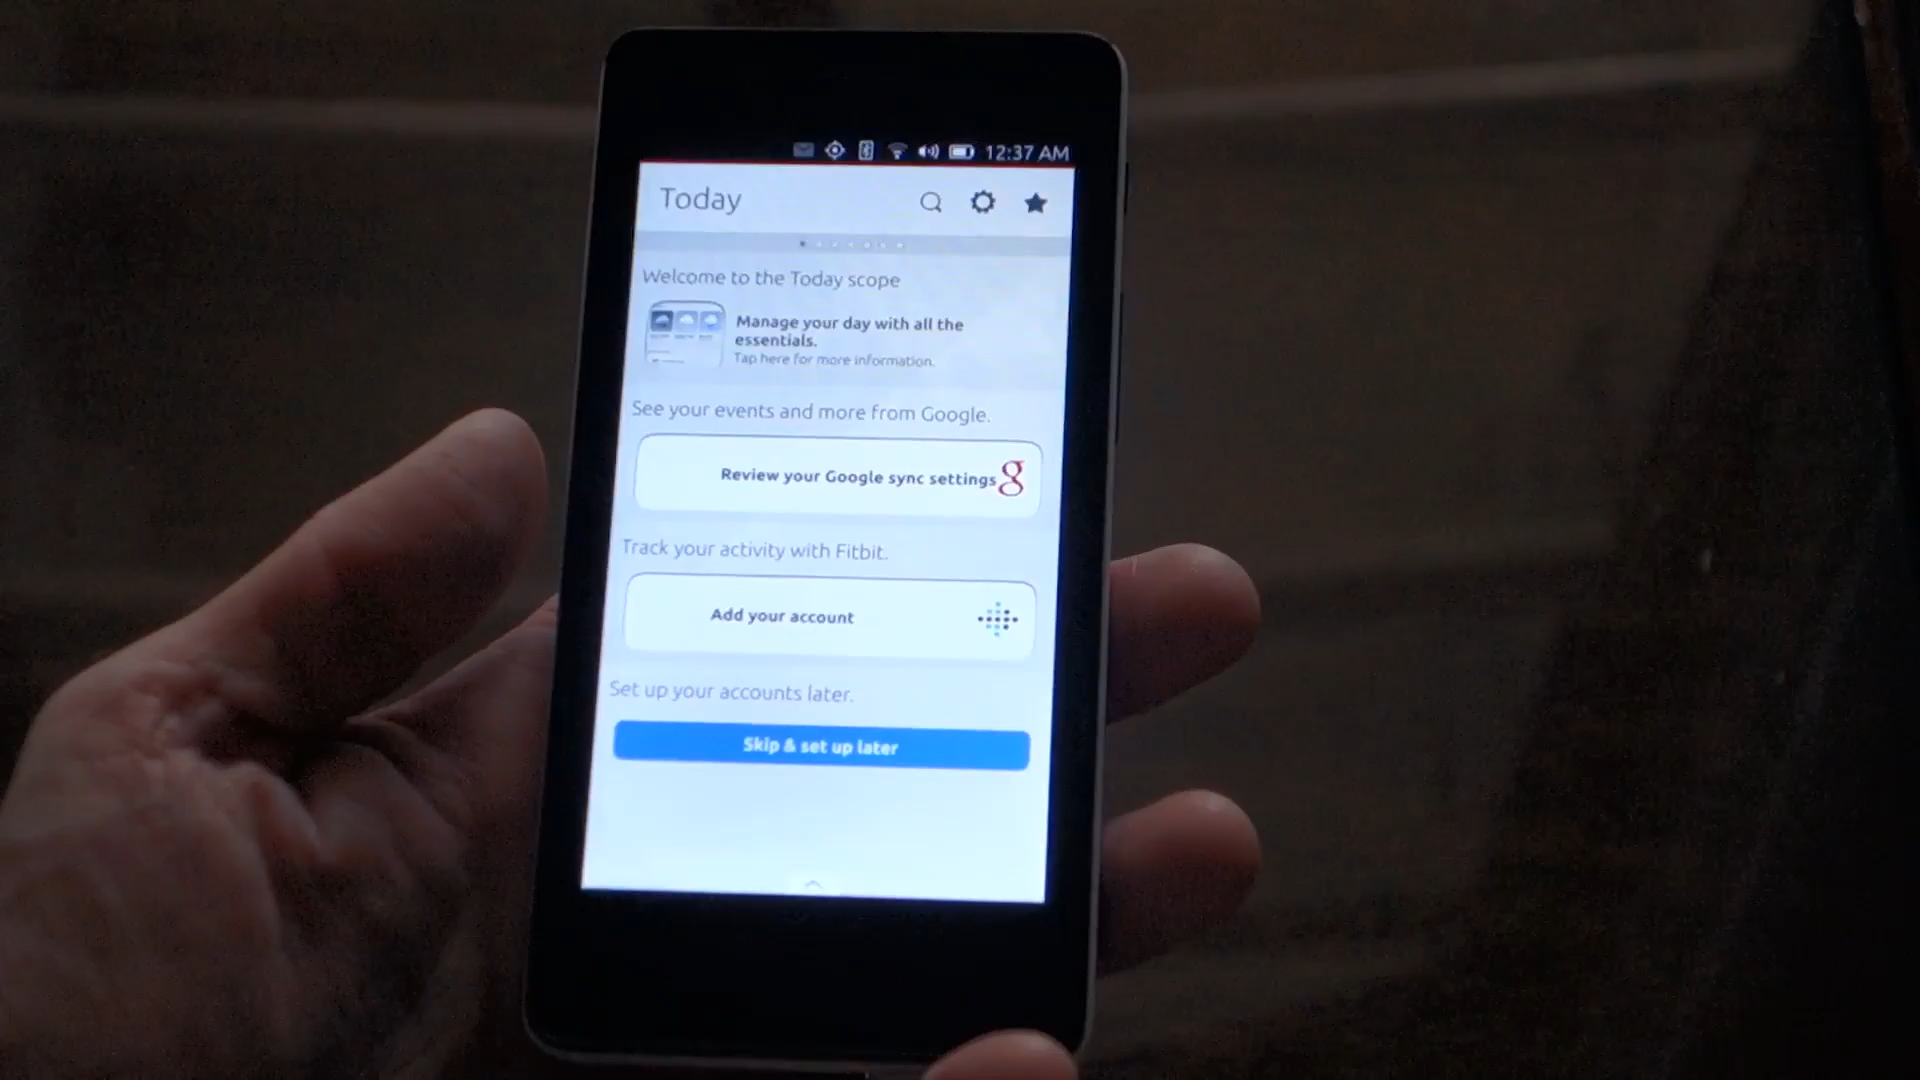 12:37 AM
Today
Welcome to the Today scope
Manage your day with all the
essentials.
Tap here for more information.
See your events and more from Google.
Review your Google sync settings
Track your activity with Fitbit.
Add your account
Set up your accounts later.
Skip & set up later